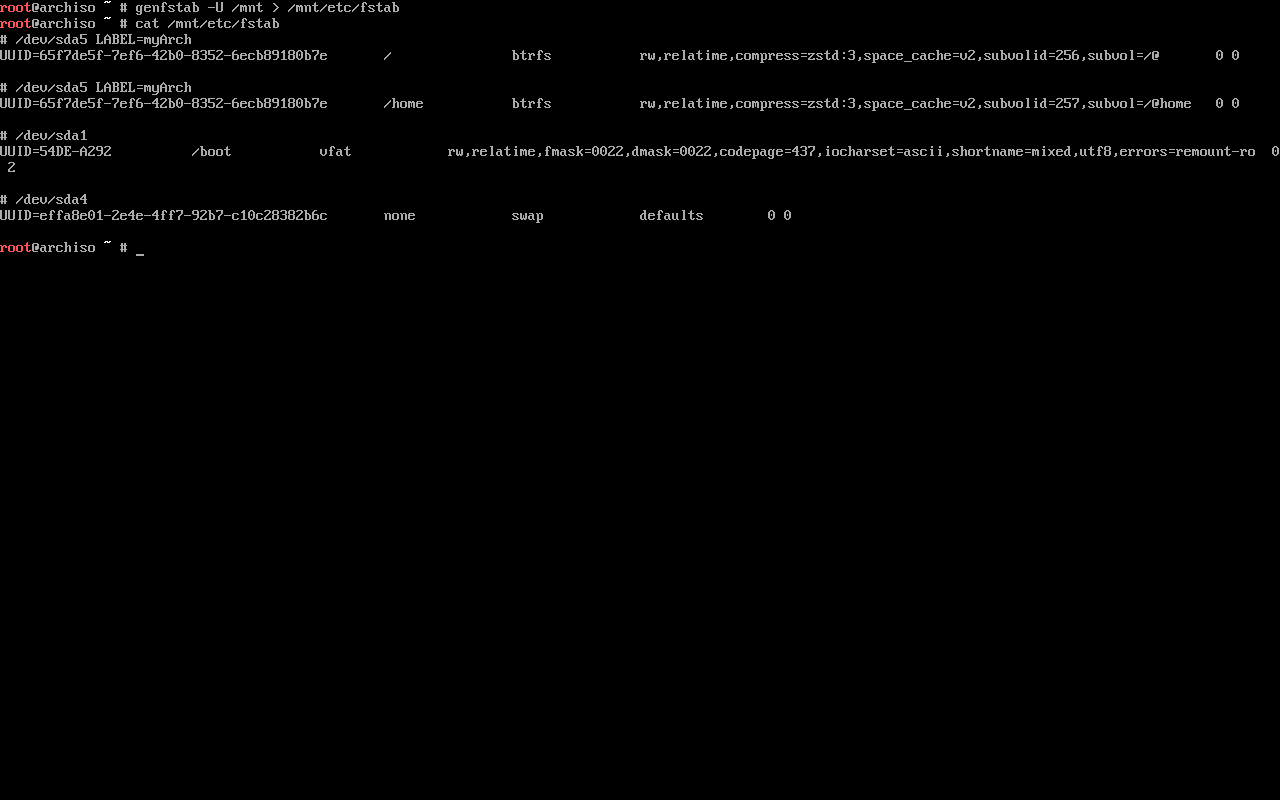 root@archiso ~ # genfstab -U /mnt > /mnt/etc/fstab
root@archiso ~ # cat /mnt/etc/fstab
# /dev/sda5 LABEL=myArch
UUID=65f7de5f-7ef6-42b0-8352-6ecb89180b7e       /               btrfs           rw,relatime,compress=zstd:3,space_cache=v2,subvolid=256,subvol=/@       0 0
# /dev/sda5 LABEL=myArch
UUID=65f7de5f-7ef6-42b0-8352-6ecb89180b7e       /home           btrfs           rw,relatime,compress=zstd:3,space_cache=v2,subvolid=257,subvol=/@home   0 0
# /dev/sda1
UUID=54DE-A292          /boot           vfat            rw,relatime,fmask=0022,dmask=0022,codepage=437,iocharset=ascii,shortname=mixed,utf8,errors=remount-ro  0
 2
# /dev/sda4
UUID=effa8e01-2e4e-4ff7-92b7-c10c28382b6c       none            swap            defaults        0 0
root@archiso ~ # _